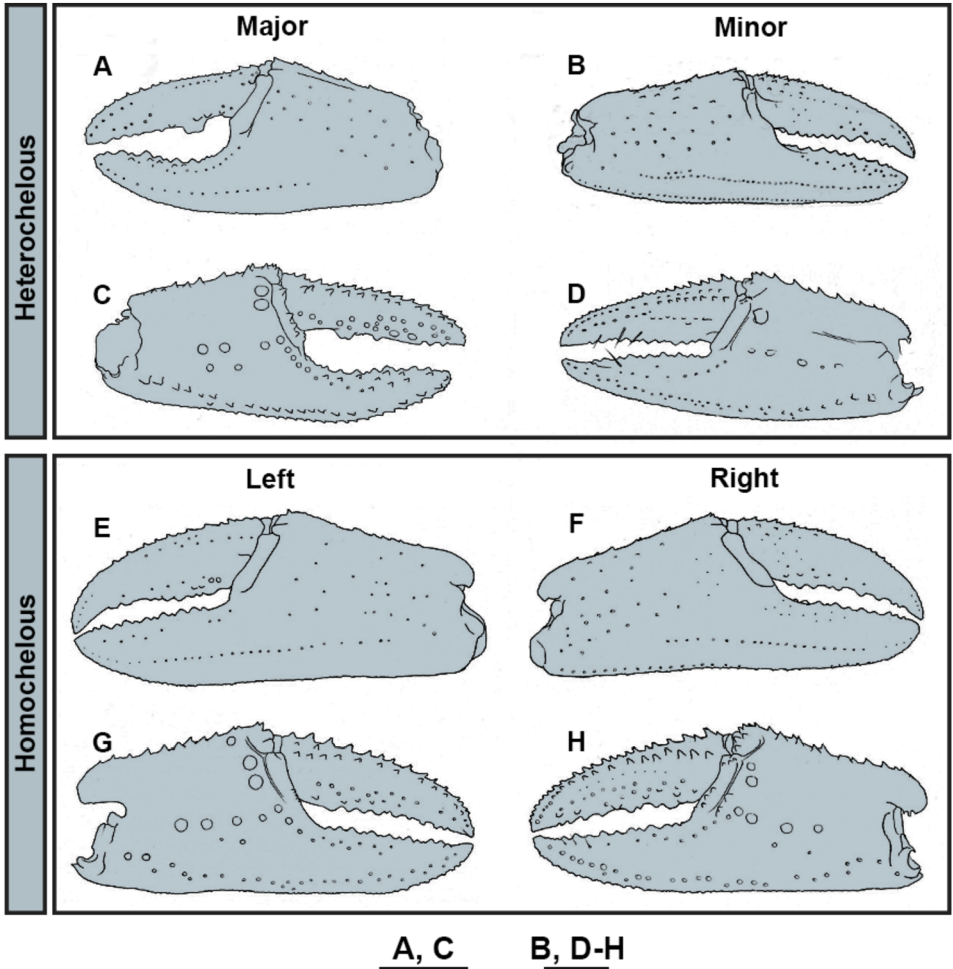 Heterochelous
Major
Minor
A
B
C
D
Homochelous
Left
Right
E
F
G
H
A, C
B, D-H